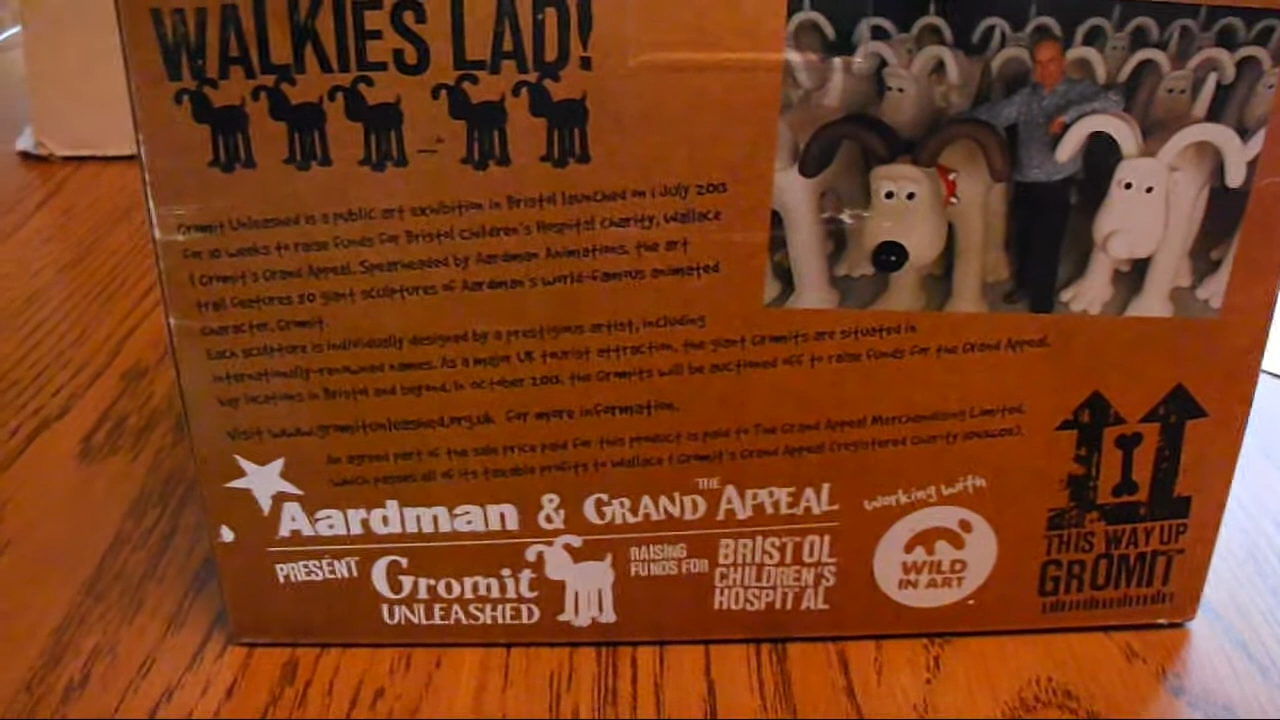 WALKIES LAD!
Gromit Unleashed is a public art exhibition in Bristol launched on 1 July 2013
for 10 weeks to raise funds for Bristol Children's Hospital Charity, Wallace
& Gromit's Grand Appeal. Spearheaded by Aardman Animations, the art
trail features 80 giant sculptures of Aardman's world-famous animated
character, Gromit.
Each sculpture is individually designed by a prestigious artist, including
internationally-renowned names. As a major UK tourist attraction, the giant Gromits are situated in
key locations in Bristol and beyond. In October 2013, the Gromits will be auctioned off to raise funds for the Grand Appeal.
Visit www.gromitunleashed.org.uk for more information.
An agreed part of the sale price paid for this product is paid to The Grand Appeal Merchandising Limited,
which passes all of its taxable profits to Wallace & Gromit's Grand Appeal (registered charity
Aardman & THE GRAND APPEAL
PRESENT Gromit UNLEASHED
RAISING FUNDS FOR BRISTOL CHILDREN'S HOSPITAL
working with
WILD
IN ART
THIS WAY UP
GROMIT